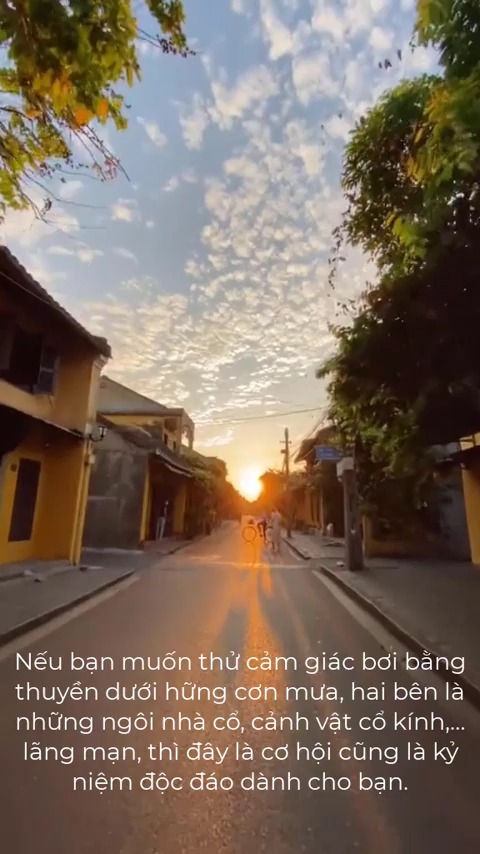 Nếu bạn muốn thử cảm giác bơi bằng
thuyền dưới hững cơn mưa, hai bên là
những ngôi nhà cổ, cảnh vật cổ kính,...
lãng mạn, thì đây là cơ hội cũng là kỷ
niệm độc đáo dành cho bạn.